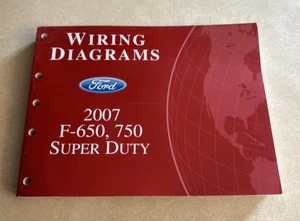 WIRING
DIAGRAMS
Ford
2007
F-650, 750
SUPER DUTY